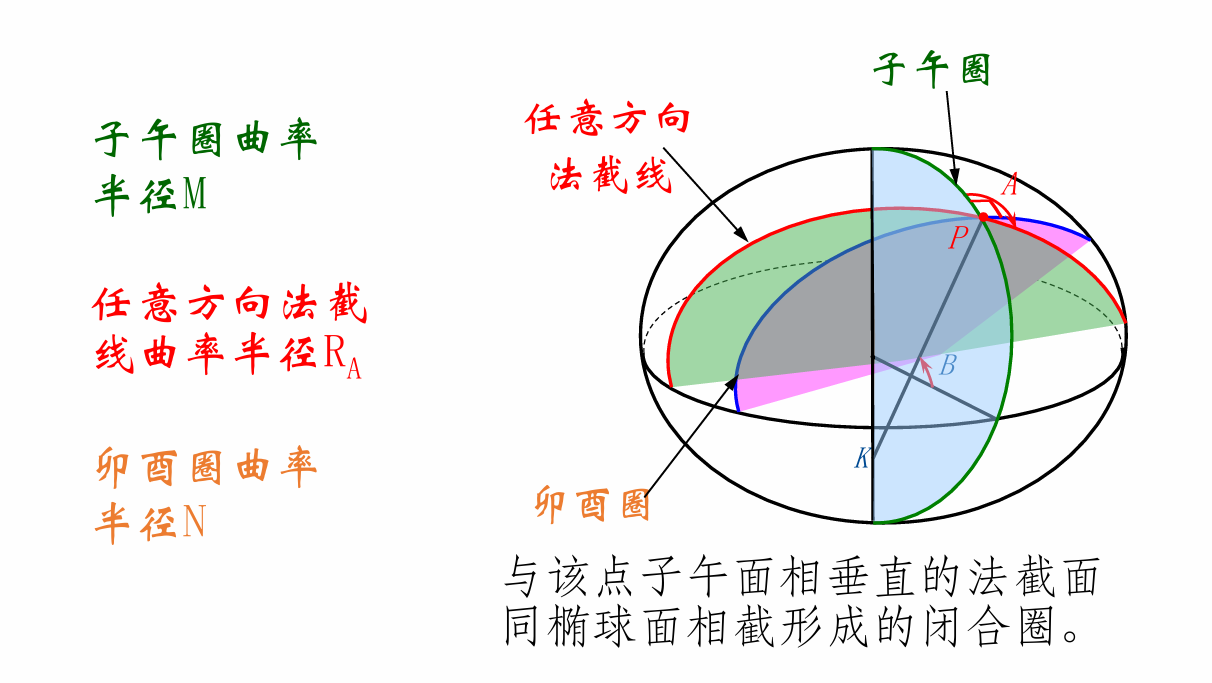 子午圈曲率
半径M
任意方向法截
线曲率半径R_A
卯酉圈曲率
半径N
子午圈
任意方向
法截线
A
P
B
K
卯酉圈
与该点子午面相垂直的法截面
同椭球面相截形成的闭合圈。